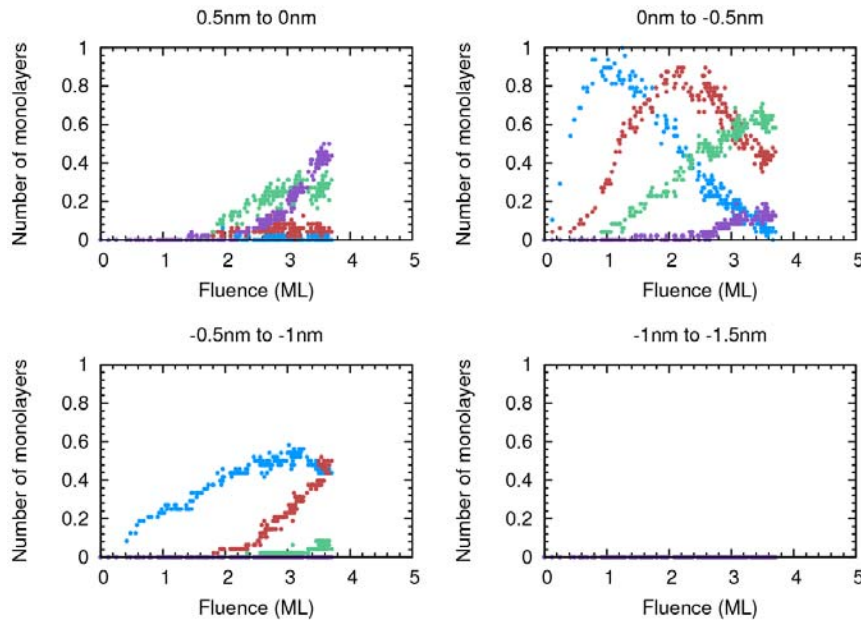 0.5nm to 0nm
Number of monolayers
1
0.8
0.6
0.4
0.2
0
0 1 2 3 4 5
Fluence (ML)
0nm to -0.5nm
Number of monolayers
1
0.8
0.6
0.4
0.2
0
0 1 2 3 4 5
Fluence (ML)
-0.5nm to -1nm
Number of monolayers
1
0.8
0.6
0.4
0.2
0
0 1 2 3 4 5
Fluence (ML)
-1nm to -1.5nm
Number of monolayers
1
0.8
0.6
0.4
0.2
0
0 1 2 3 4 5
Fluence (ML)